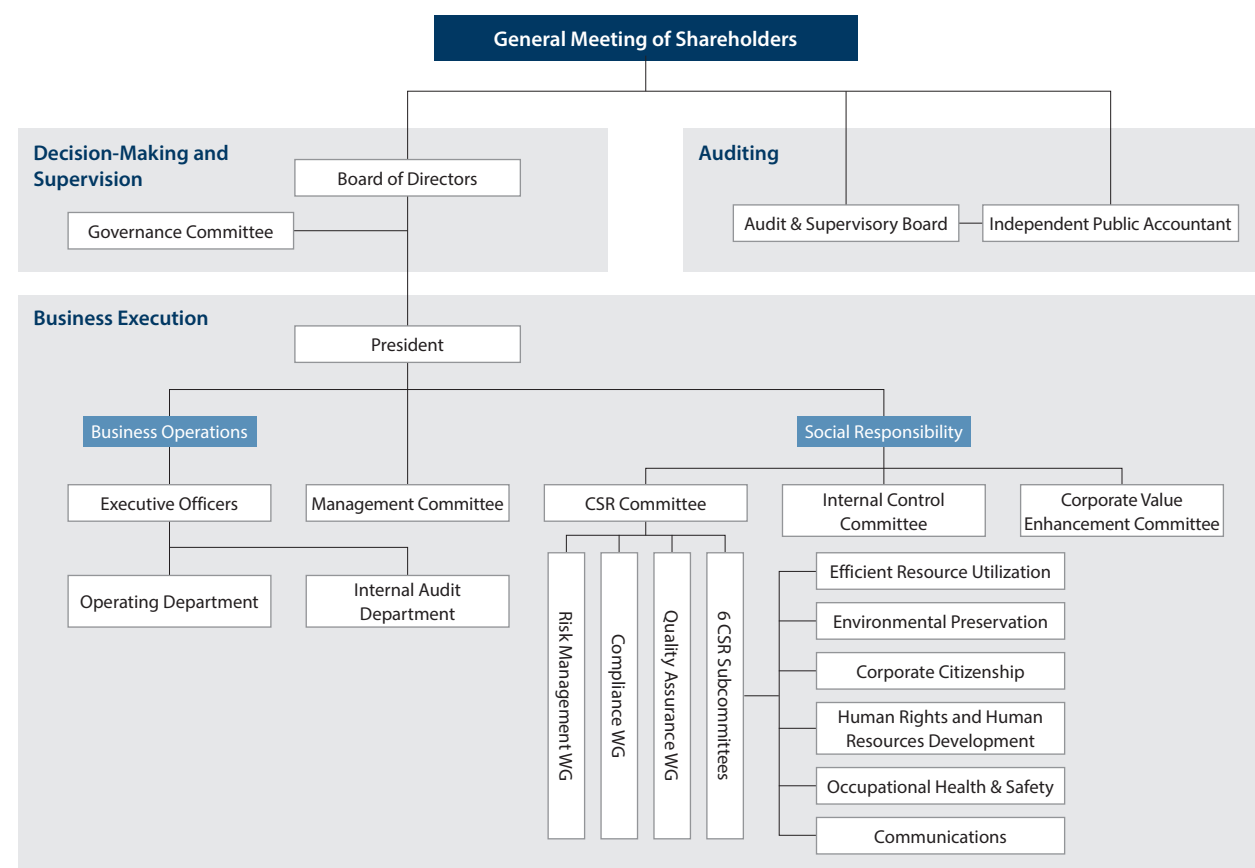 General Meeting of Shareholders
Decision-Making and
Supervision
Board of Directors
Governance Committee
Auditing
Audit & Supervisory Board
Independent Public Accountant
Business Execution
President
Business Operations
Social Responsibility
Executive Officers
Management Committee
CSR Committee
Internal Control
Committee
Corporate Value
Enhancement Committee
Operating Department
Internal Audit
Department
Risk Management WG
Compliance WG
Quality Assurance WG
6 CSR Subcommittees
Efficient Resource Utilization
Environmental Preservation
Corporate Citizenship
Human Rights and Human
Resources Development
Occupational Health & Safety
Communications